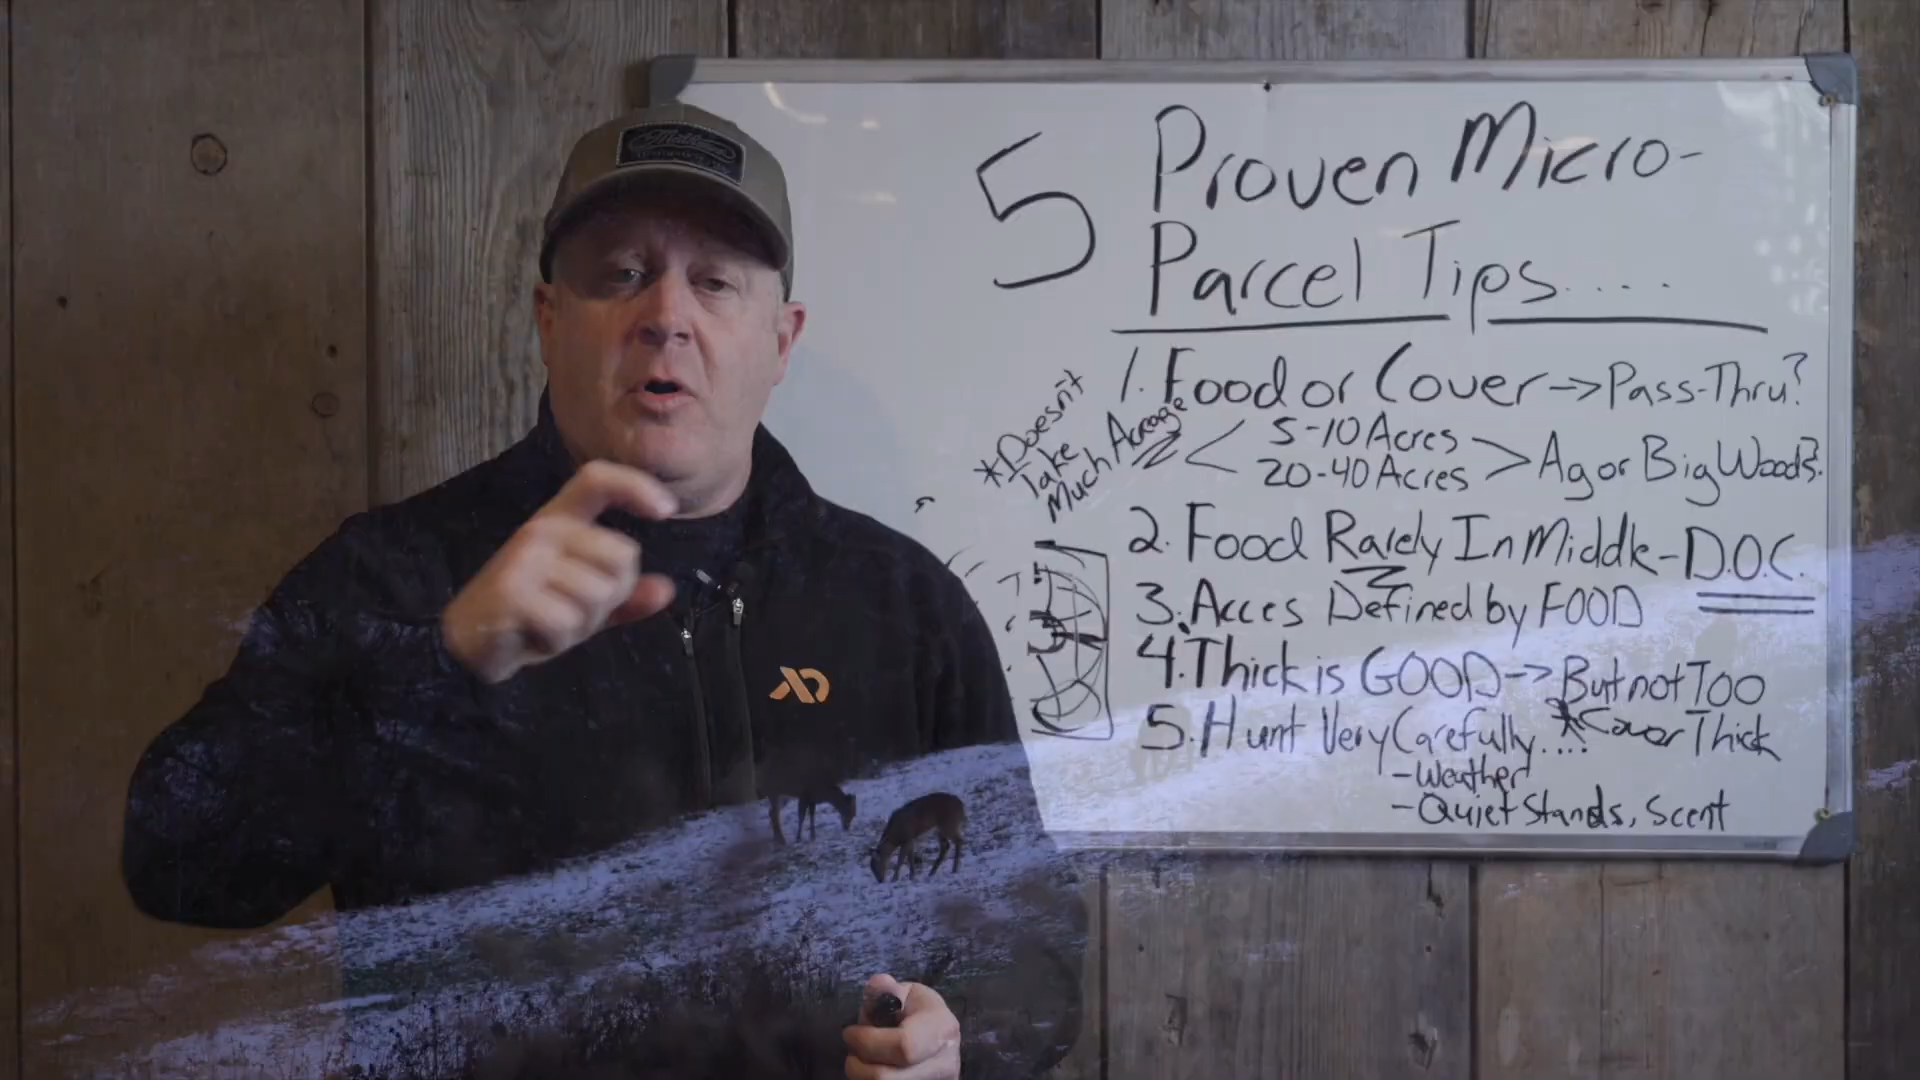 Mathews
5 Proven Micro-
Parcel Tips....
1. Food or Cover -> Pass-Thru?
*Doesn't
Take
Much Acreage
< 5-10 Acres
20-40 Acres > Ag or Big Woods?
2. Food Rarely In Middle - D.O.C.
3. Acces Defined by FOOD
4. Thick is GOOD -> But not Too
*Cover Thick
5. Hunt Very Carefully....
- Weather
- Quiet Stands, Scent